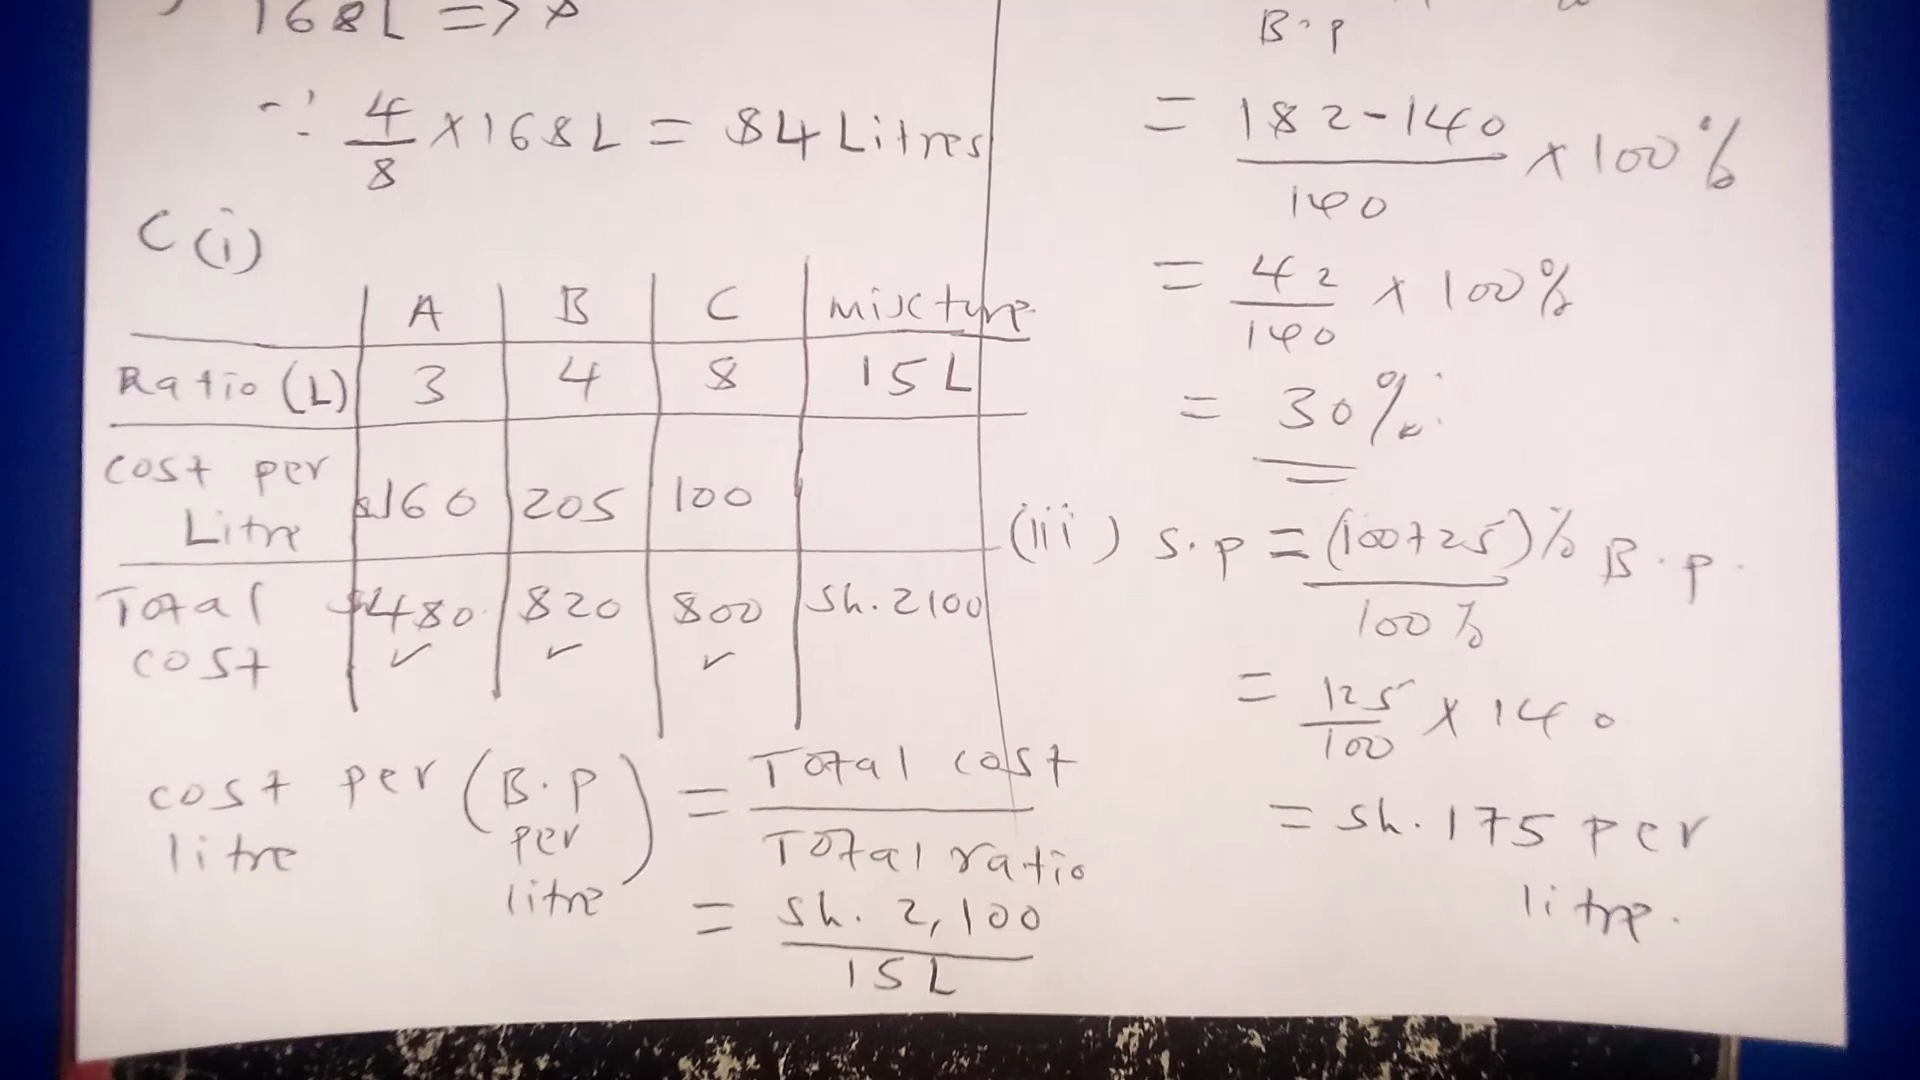 168L => x
∵ 4/8 x 168L = 84 Litres
C (i)
A B C mixture
Ratio (L) 3 4 8 15L
cost per Litre 160 205 100
Total cost 480 820 800 Sh. 2100
✓ ✓ ✓
cost per litre (B.p per litre) = Total cost / Total ratio
= Sh. 2,100 / 15L
B.p
= 182-140 / 140 x 100%
= 42 / 140 x 100%
= 30%
(iii) S.p = (100+25)% / 100% B.p.
= 125/100 x 140
= Sh. 175 per
litre.